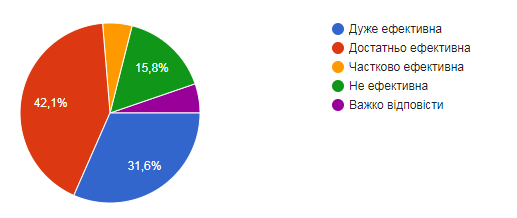 Дуже ефективна
Достатньо ефективна
Частково ефективна
Не ефективна
Важко відповісти
15,8%
42,1%
31,6%